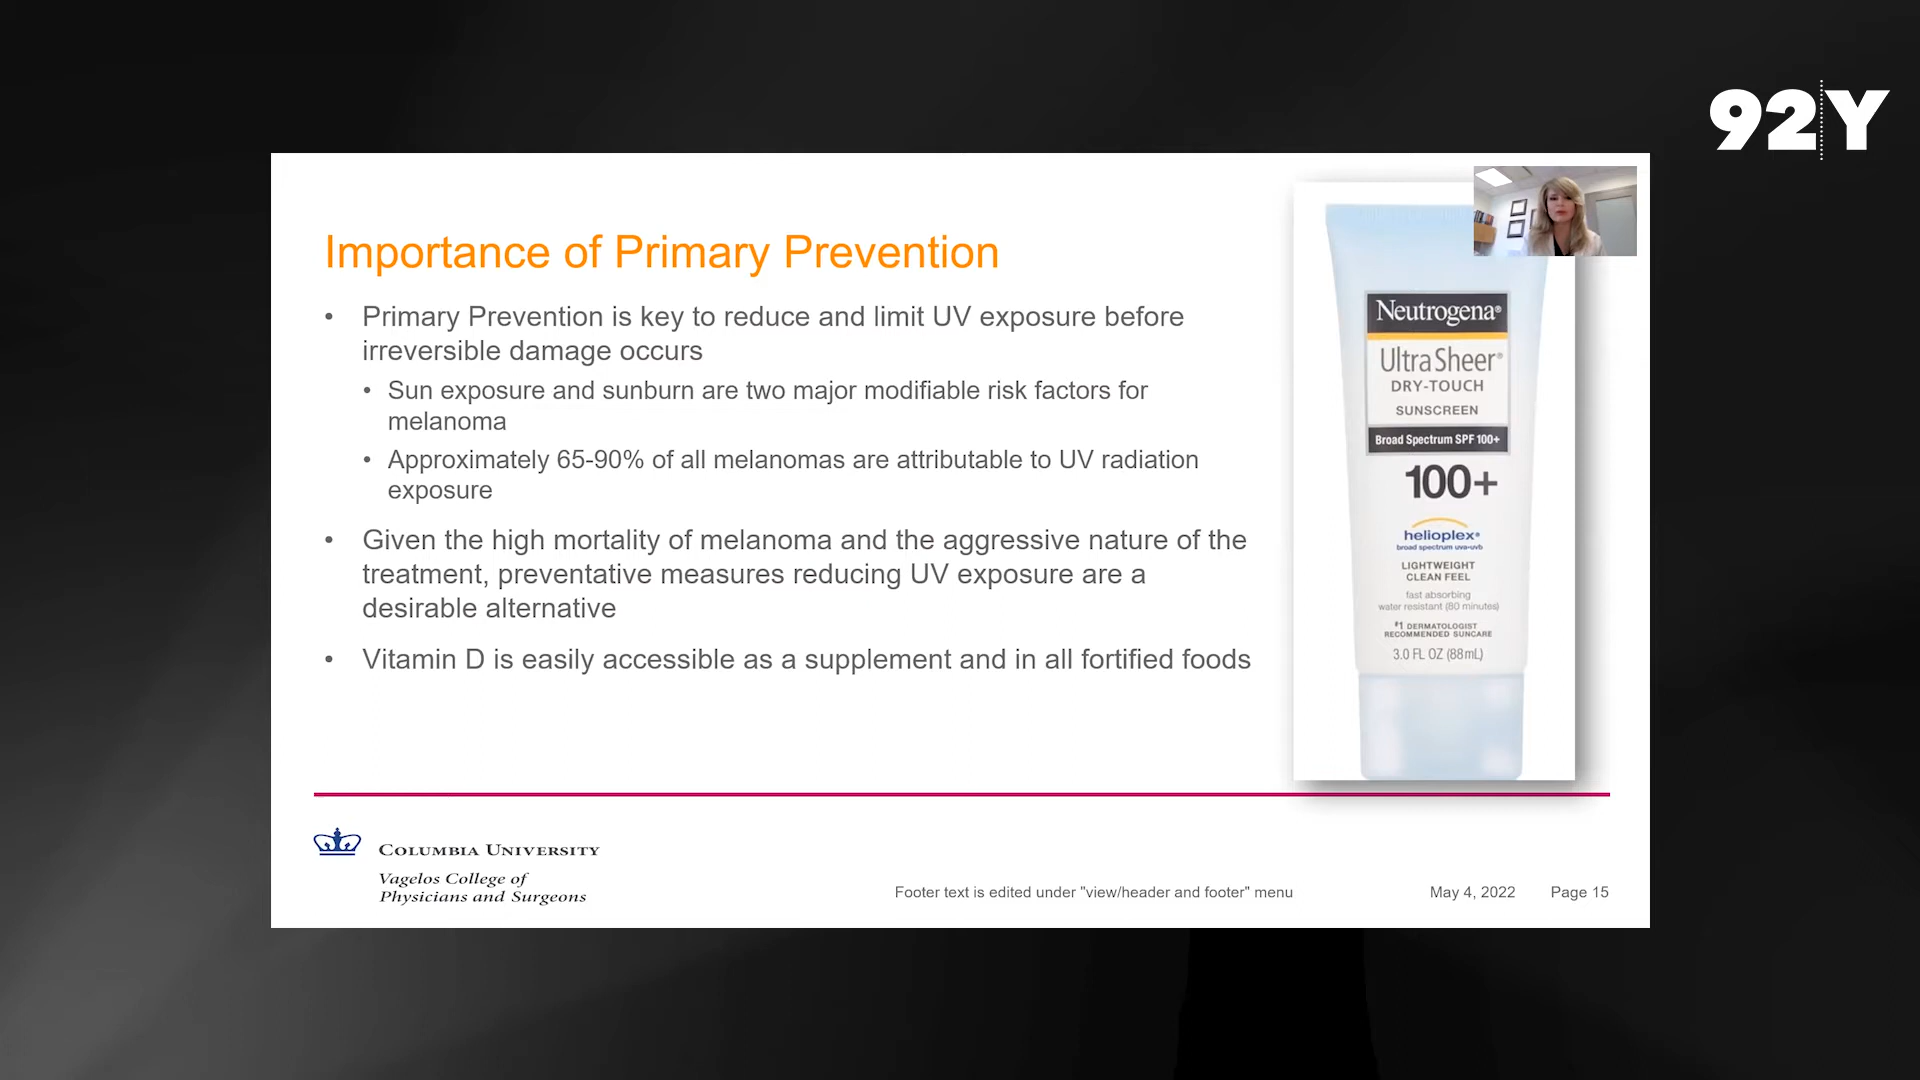 92Y
Importance of Primary Prevention
• Primary Prevention is key to reduce and limit UV exposure before
irreversible damage occurs
• Sun exposure and sunburn are two major modifiable risk factors for
melanoma
• Approximately 65-90% of all melanomas are attributable to UV radiation
exposure
• Given the high mortality of melanoma and the aggressive nature of the
treatment, preventative measures reducing UV exposure are a
desirable alternative
• Vitamin D is easily accessible as a supplement and in all fortified foods
Neutrogena®
Ultra Sheer®
DRY-TOUCH
SUNSCREEN
Broad Spectrum SPF 100+
100+
helioplex®
broad spectrum uva-uvb
LIGHTWEIGHT
CLEAN FEEL
fast absorbing
water resistant (80 minutes)
#1 DERMATOLOGIST
RECOMMENDED SUNCARE
3.0 FL OZ (88mL)
COLUMBIA UNIVERSITY
Vagelos College of
Physicians and Surgeons
Footer text is edited under "view/header and footer" menu
May 4, 2022
Page 15